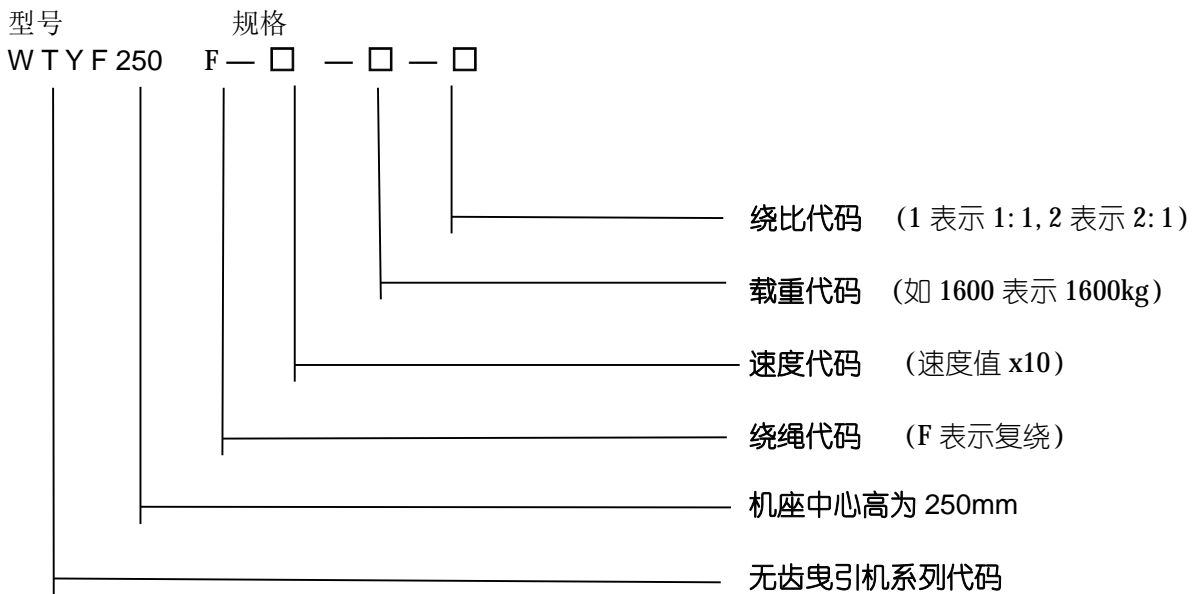 型号 规格
WTYF250 F—□ —□—□
绕比代码 (1 表示 1:1,2 表示 2:1)
载重代码 (如 1600 表示 1600kg)
速度代码 (速度值 x10)
绕绳代码 (F 表示复绕)
机座中心高为 250mm
无齿曳引机系列代码